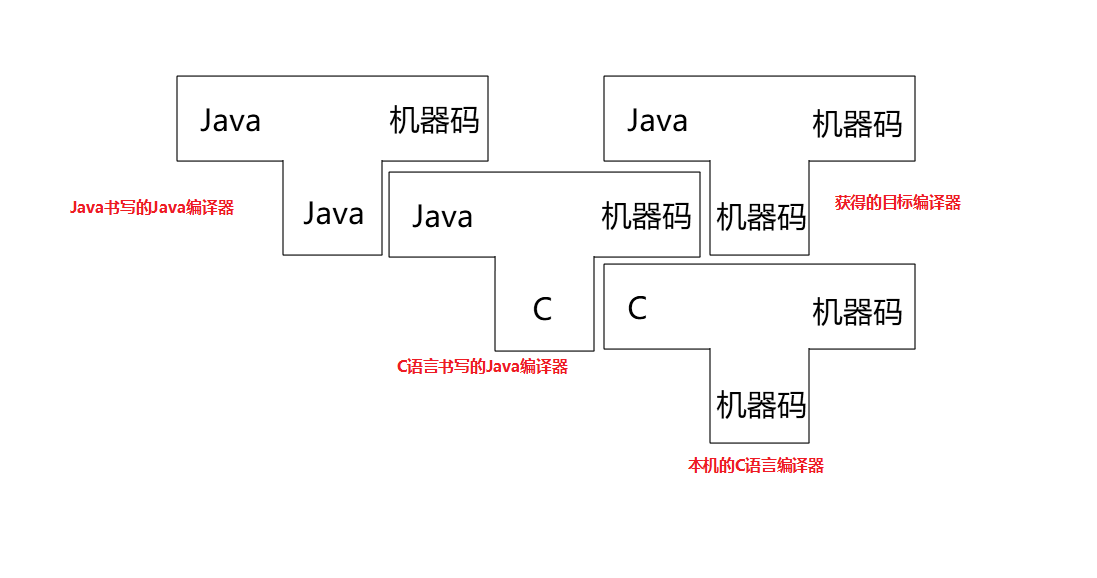 Java 机器码
Java 机器码
Java书写的Java编译器
Java
Java 机器码
机器码
获得的目标编译器
C
C 机器码
C语言书写的Java编译器
机器码
本机的C语言编译器